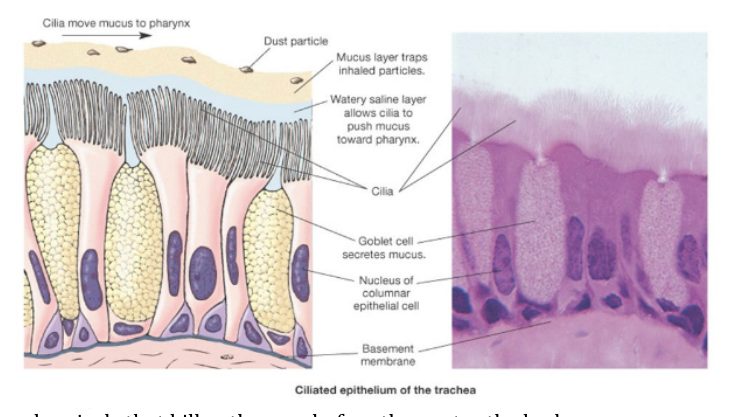 Cilia move mucus to pharynx
Dust particle
Mucus layer traps
inhaled particles.
Watery saline layer
allows cilia to
push mucus
toward pharynx.
Cilia
Goblet cell
secretes mucus.
Nucleus of
columnar
epithelial cell
Basement
membrane
Ciliated epithelium of the trachea